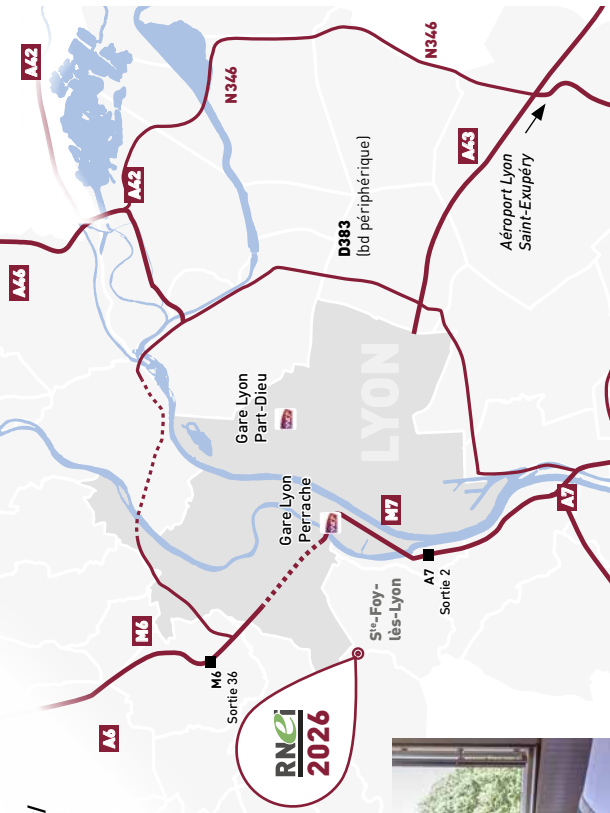 A42
N346
N346
A42
A46
A43
Aéroport Lyon
Saint-Exupéry
D383
(bd périphérique)
Gare Lyon
Part-Dieu
LYON
Gare Lyon
Perrache
M7
A7
A7
Sortie 2
Ste-Foy-
lès-Lyon
M6
M6
Sortie 36
A6
RNEi
2026
/